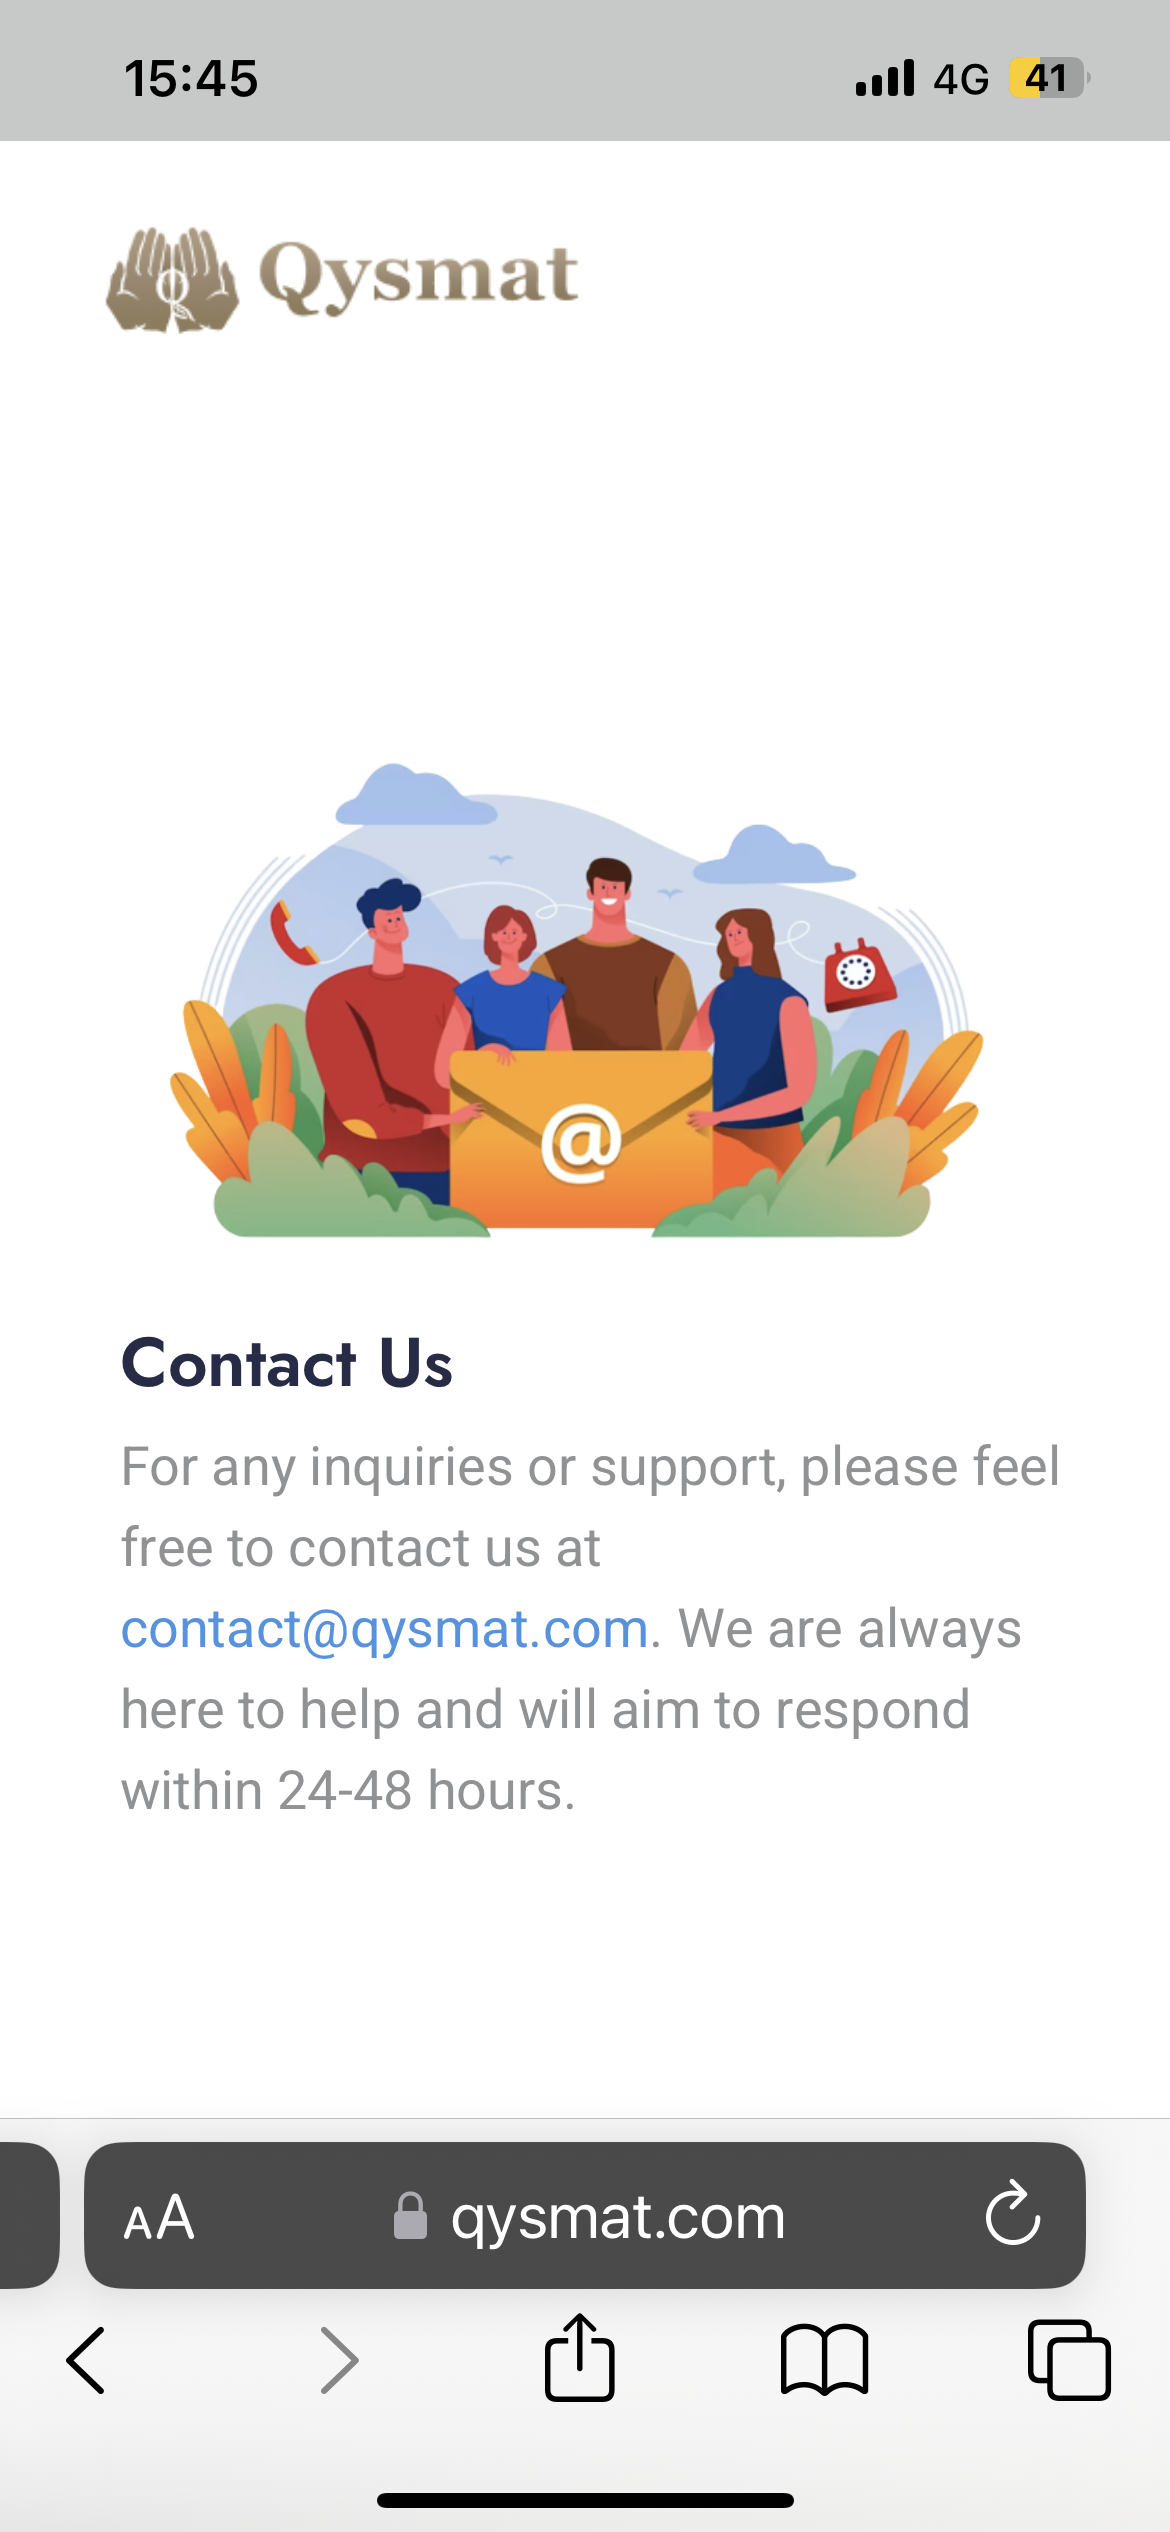 15:45 4G 41
Qysmat
@
Contact Us
For any inquiries or support, please feel
free to contact us at
contact@qysmat.com. We are always
here to help and will aim to respond
within 24-48 hours.
AA qysmat.com